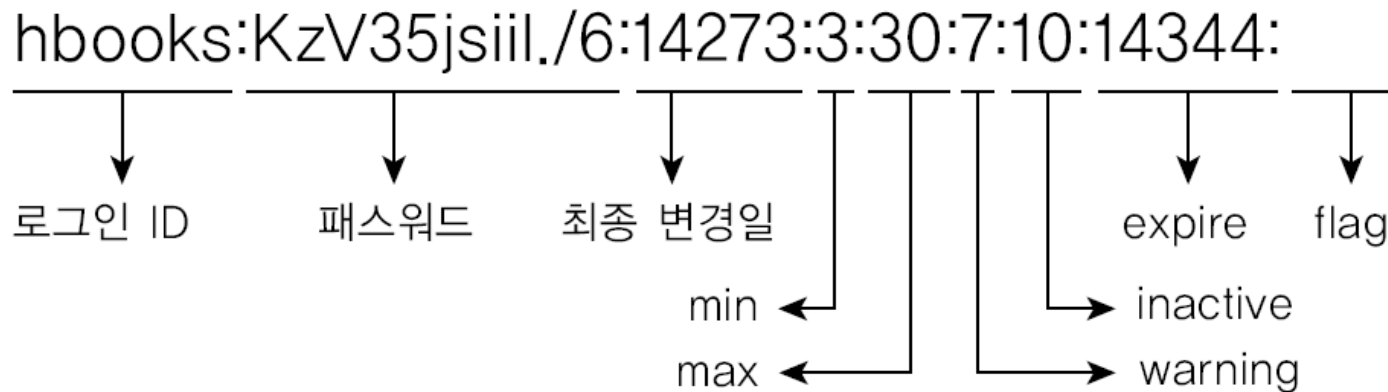 hbooks:KzV35jsiil./6:14273:3:30:7:10:14344:
로그인 ID 패스워드 최종 변경일 expire flag
min inactive
max warning